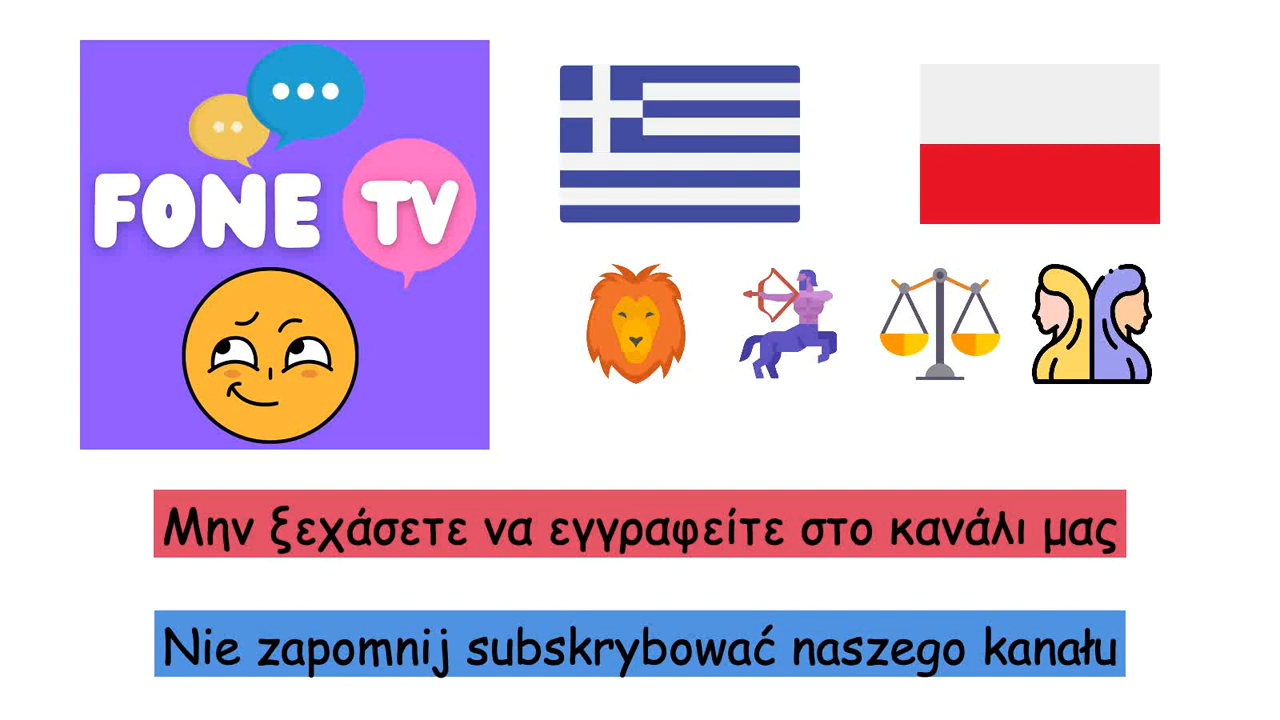 FONE TV
Μην ξεχάσετε να εγγραφείτε στο κανάλι μας
Nie zapomnij subskrybować naszego kanału